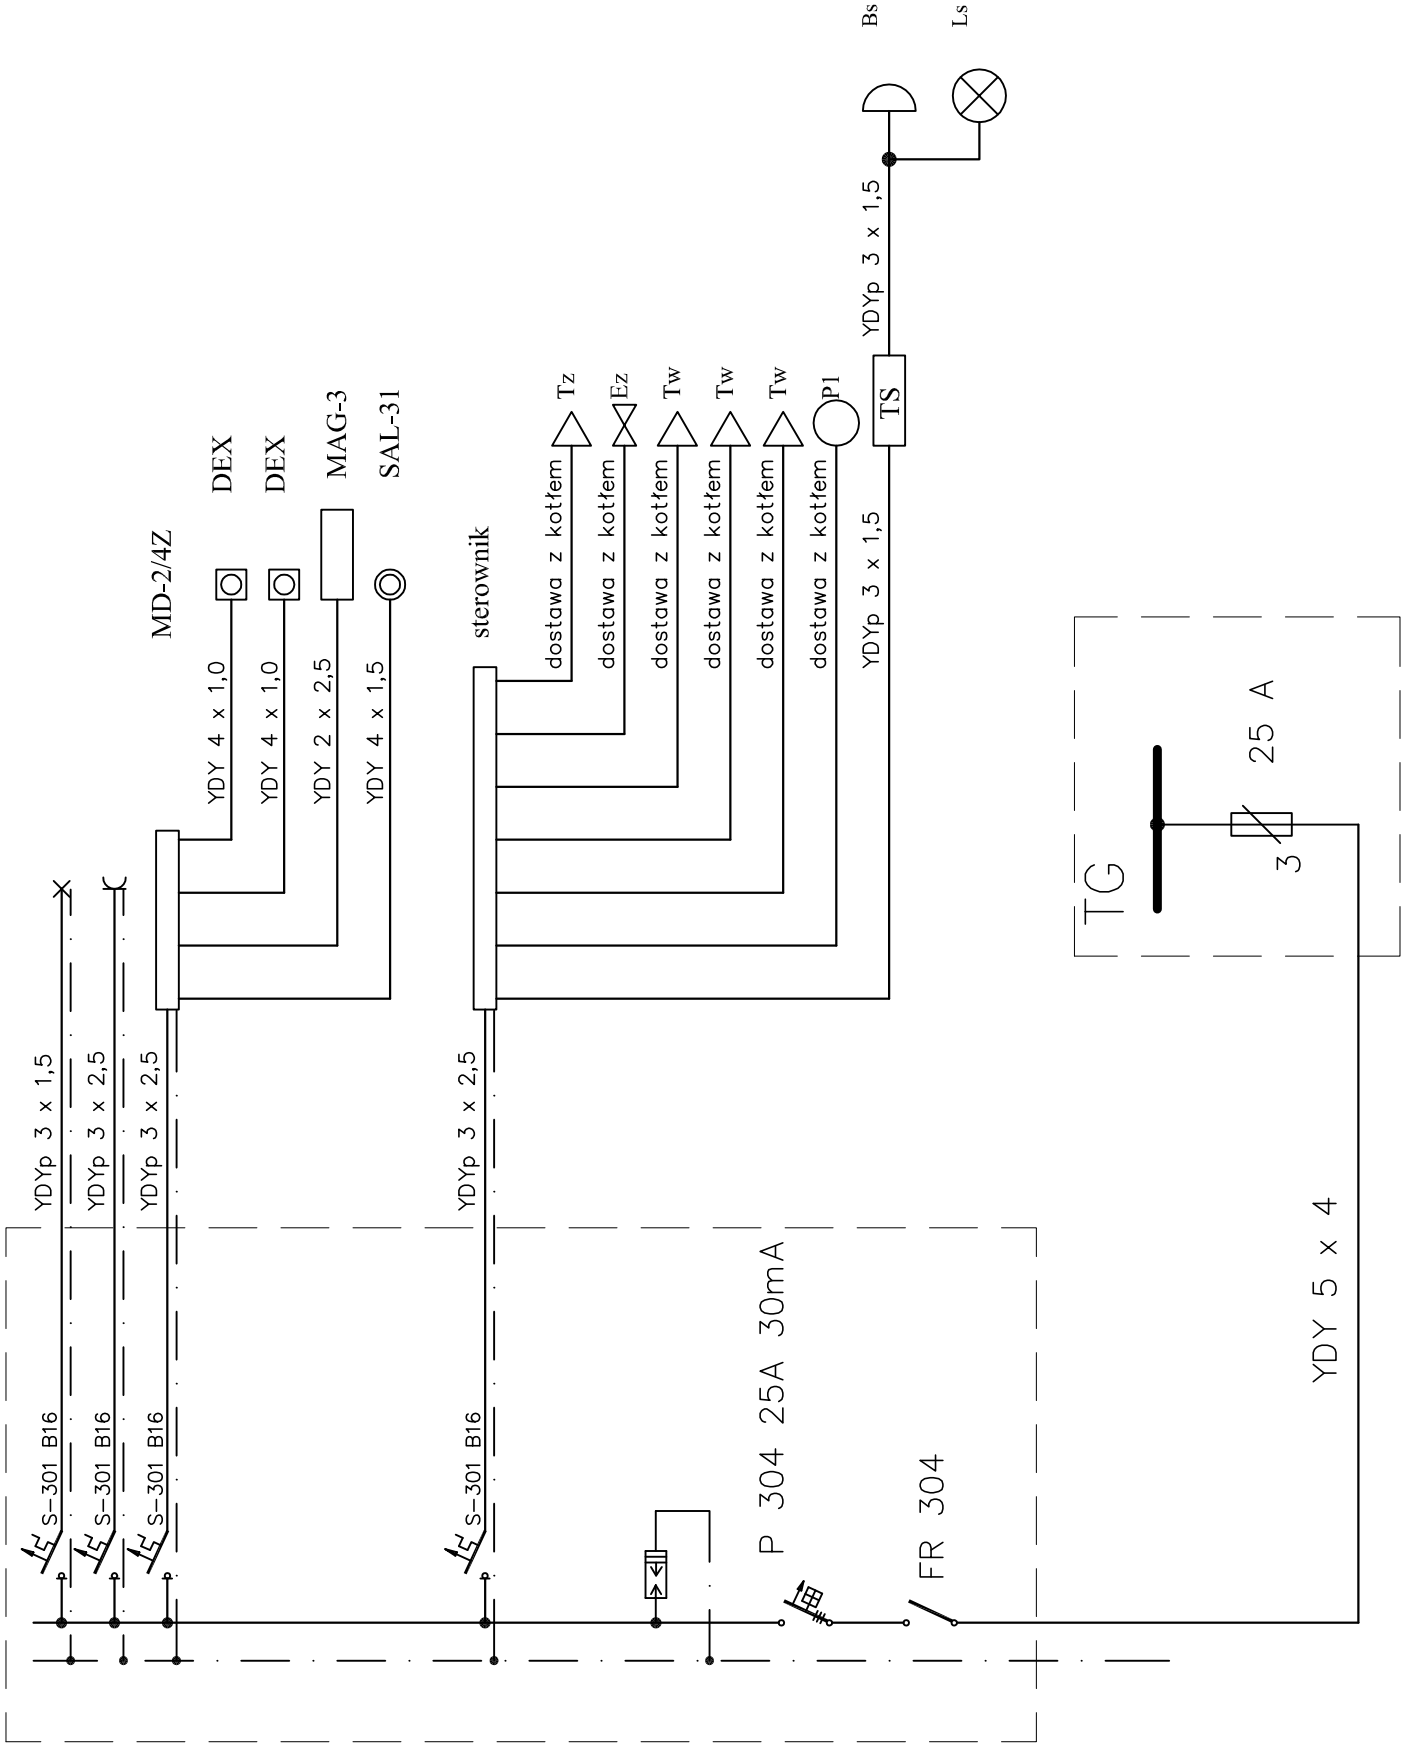 YDYp 3 x 1,5
S-301 B16
YDYp 3 x 2,5
S-301 B16
YDYp 3 x 2,5
S-301 B16
MD-2/4Z
YDY 4 x 1,0
DEX
YDY 4 x 1,0
DEX
YDY 2 x 2,5
MAG-3
YDY 4 x 1,5
SAL-31
YDYp 3 x 2,5
S-301 B16
sterownik
dostawa z kotłem
Tz
dostawa z kotłem
Ez
dostawa z kotłem
Tw
dostawa z kotłem
Tw
dostawa z kotłem
Tw
dostawa z kotłem
P1
YDYp 3 x 1,5
TS
YDYp 3 x 1,5
Bs
Ls
P 304 25A 30mA
FR 304
TG
25 A
3
YDY 5 x 4